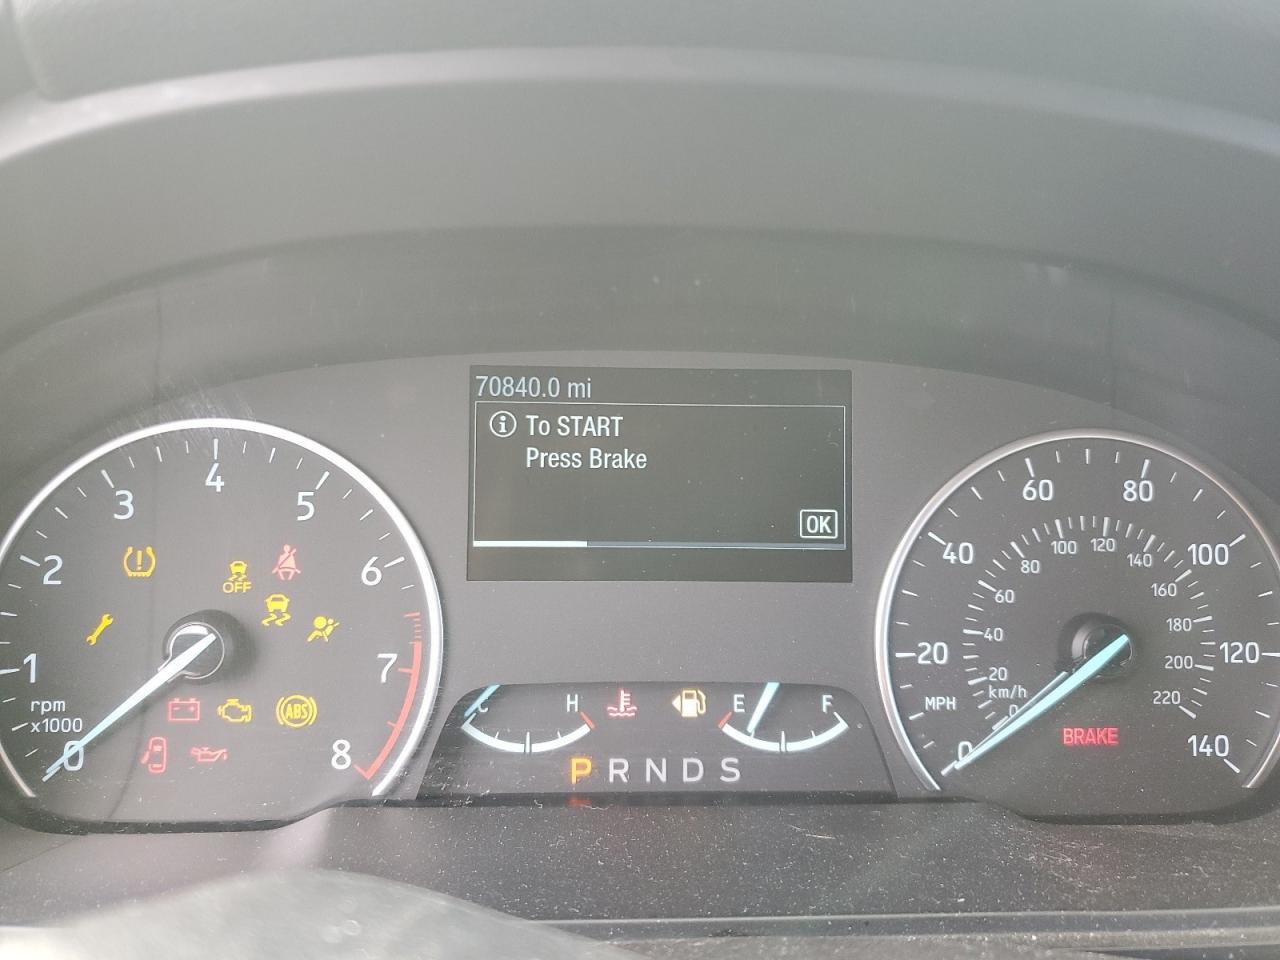 70840.0 mi
i To START
Press Brake
OK
0 1 2 3 4 5 6 7 8
rpm
x1000
OFF
ABS
C H
E F
P R N D S
0 20 40 60 80 100 120 140
MPH
0 20 40 60 80 100 120 140 160 180 200 220
km/h
BRAKE